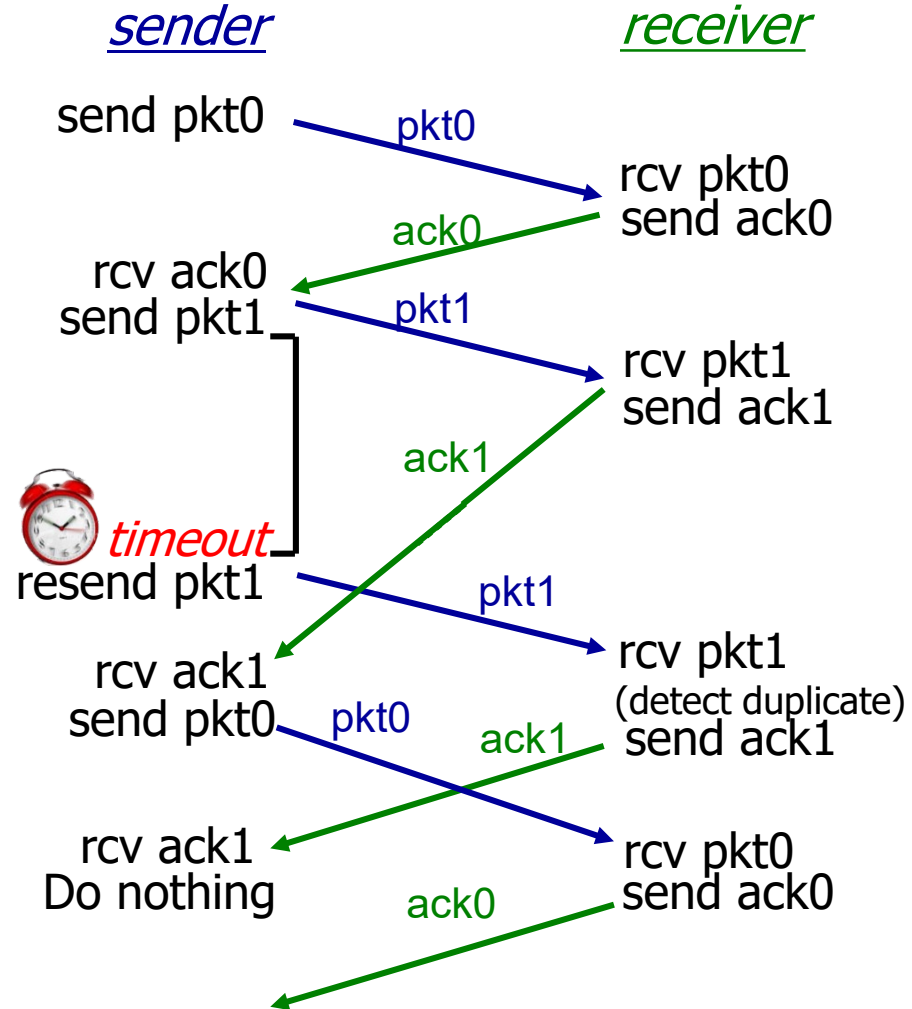 sender
receiver
send pkt0
pkt0
rcv pkt0
send ack0
ack0
rcv ack0
send pkt1
pkt1
rcv pkt1
send ack1
ack1
timeout
resend pkt1
pkt1
rcv pkt1
(detect duplicate)
send ack1
rcv ack1
send pkt0
pkt0
ack1
rcv ack1
Do nothing
rcv pkt0
send ack0
ack0